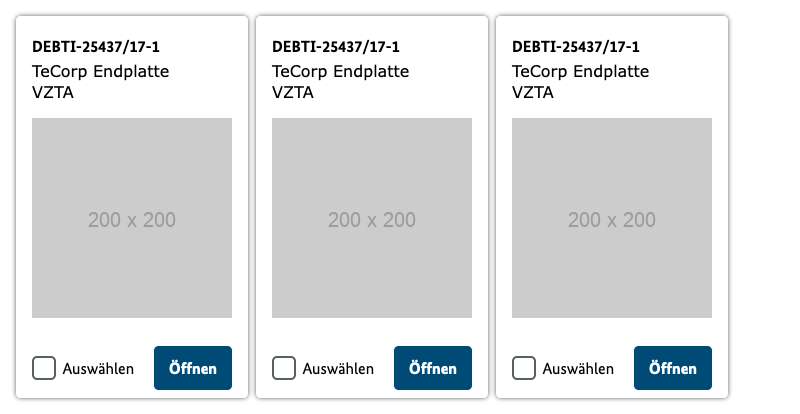 DEBTI-25437/17-1
TeCorp Endplatte
VZTA
200 x 200
Auswählen
Öffnen
DEBTI-25437/17-1
TeCorp Endplatte
VZTA
200 x 200
Auswählen
Öffnen
DEBTI-25437/17-1
TeCorp Endplatte
VZTA
200 x 200
Auswählen
Öffnen